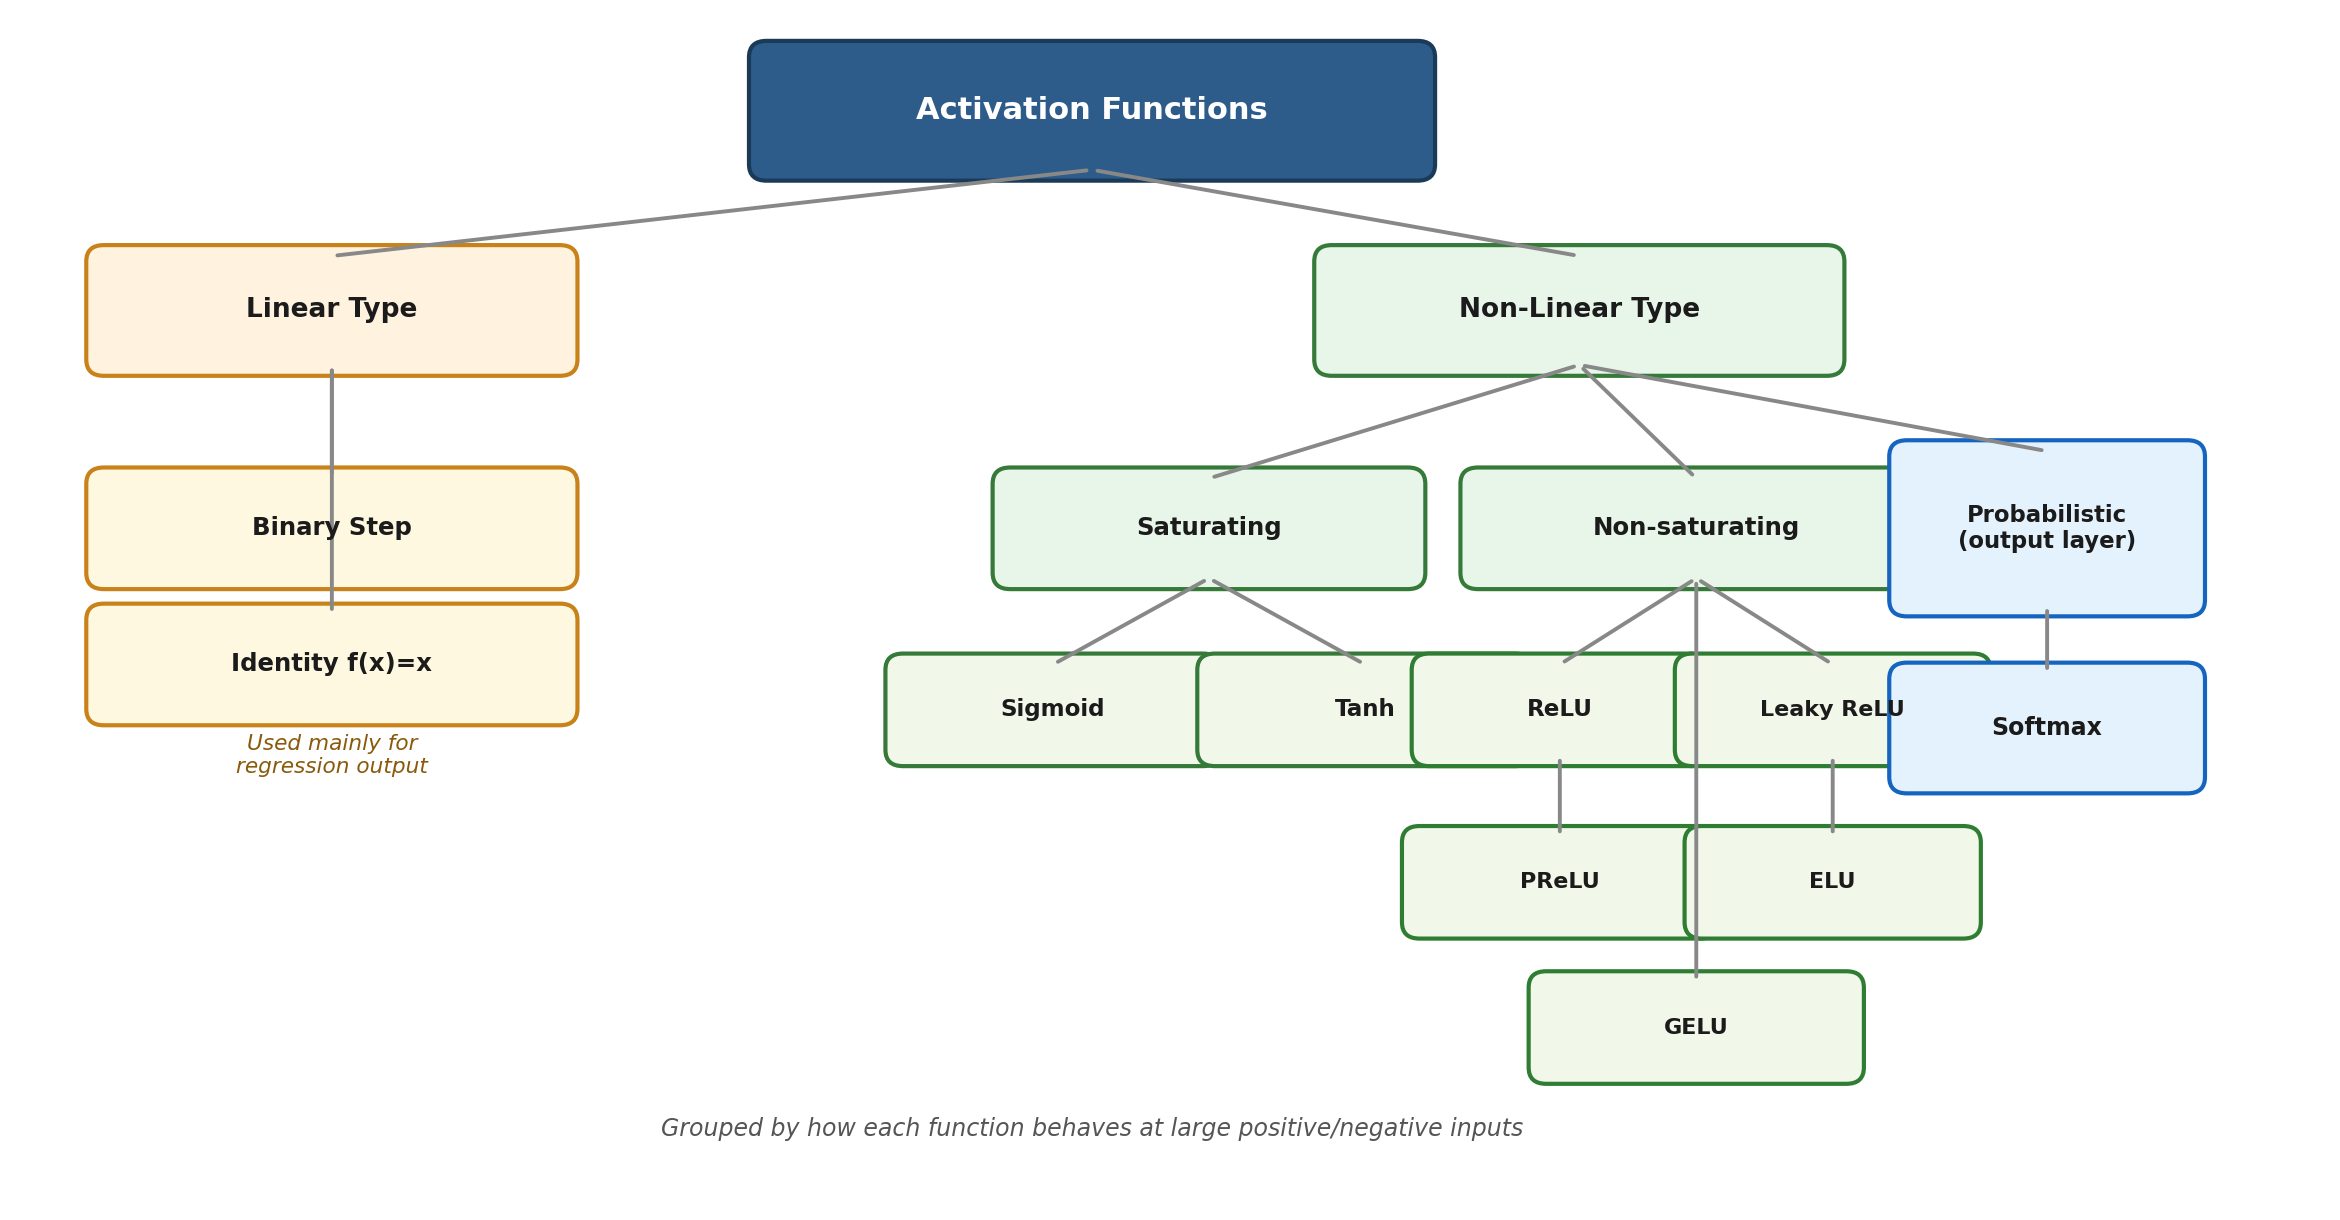 Activation Functions
Linear Type
Non-Linear Type
Binary Step
Saturating
Non-saturating
Probabilistic
(output layer)
Identity f(x)=x
Used mainly for
regression output
Sigmoid
Tanh
ReLU
Leaky ReLU
Softmax
PReLU
ELU
GELU
Grouped by how each function behaves at large positive/negative inputs